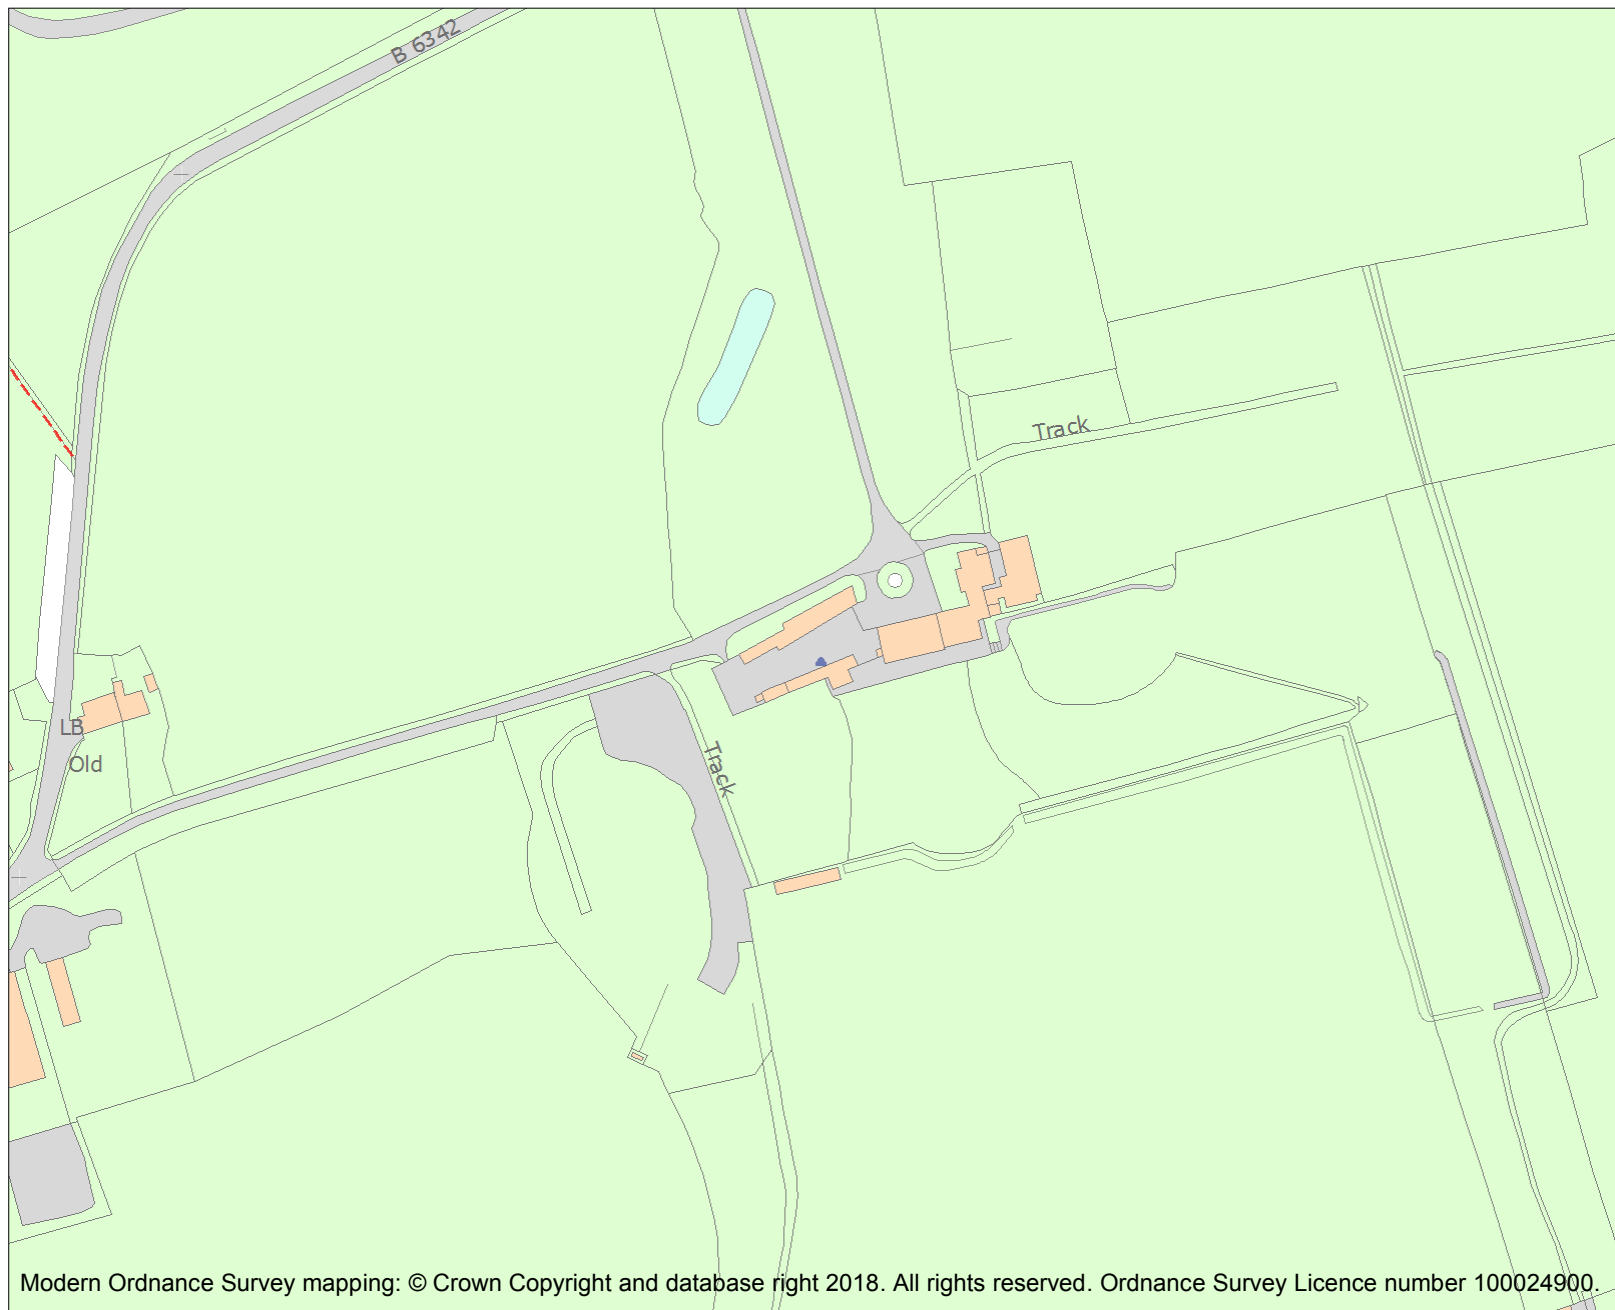 B 6342
Track
LB
Track
Old
Modern Ordnance Survey mapping: © Crown Copyright and database right 2018. All rights reserved. Ordnance Survey Licence number 100024900.